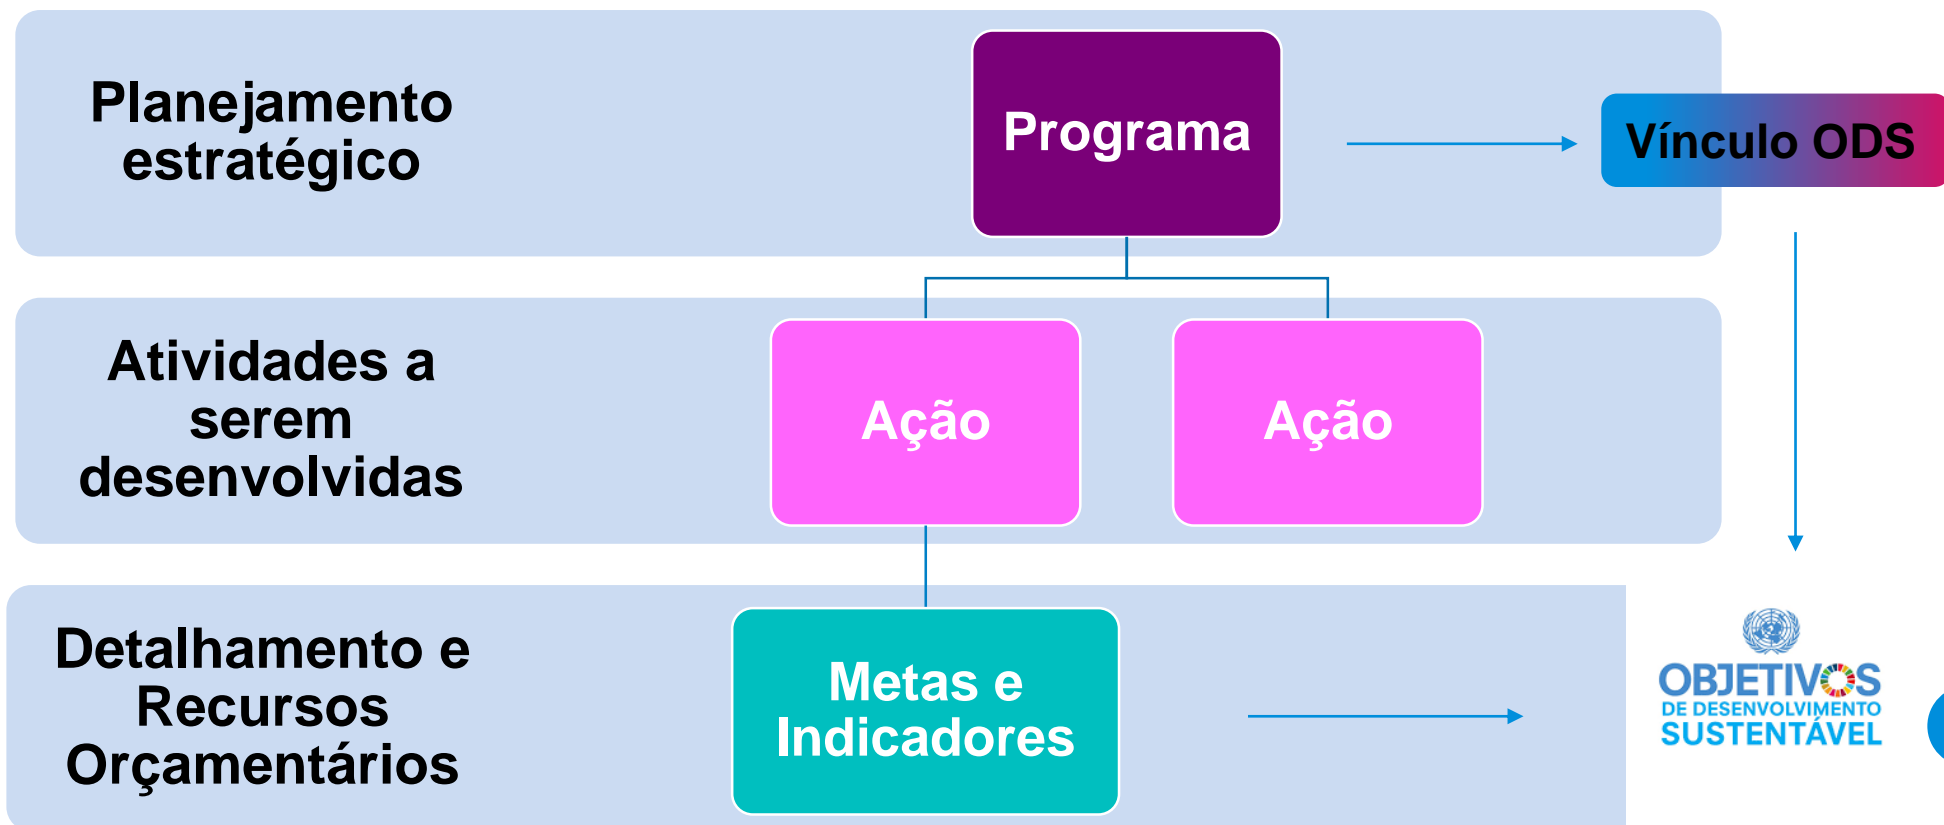 Planejamento
estratégico
Programa
Vínculo ODS
Atividades a
serem
desenvolvidas
Ação
Ação
Detalhamento e
Recursos
Orçamentários
Metas e
Indicadores
OBJETIVOS
DE DESENVOLVIMENTO
SUSTENTÁVEL